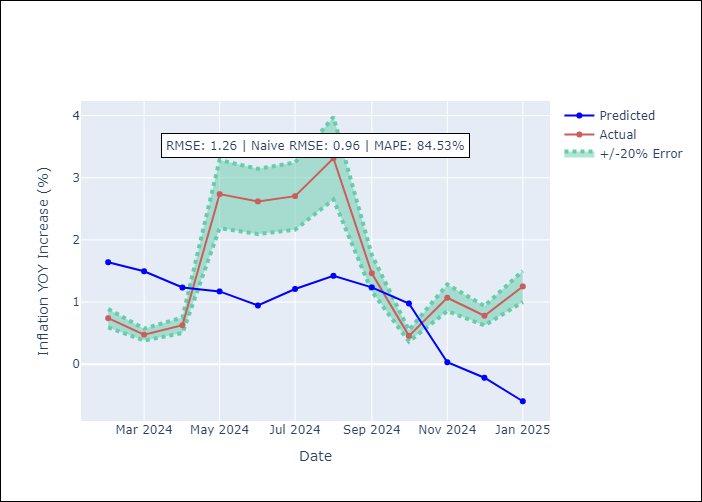 RMSE: 1.26 | Naive RMSE: 0.96 | MAPE: 84.53%
Predicted
Actual
+/-20% Error
Inflation YOY Increase (%)
4
3
2
1
0
Mar 2024
May 2024
Jul 2024
Sep 2024
Nov 2024
Jan 2025
Date